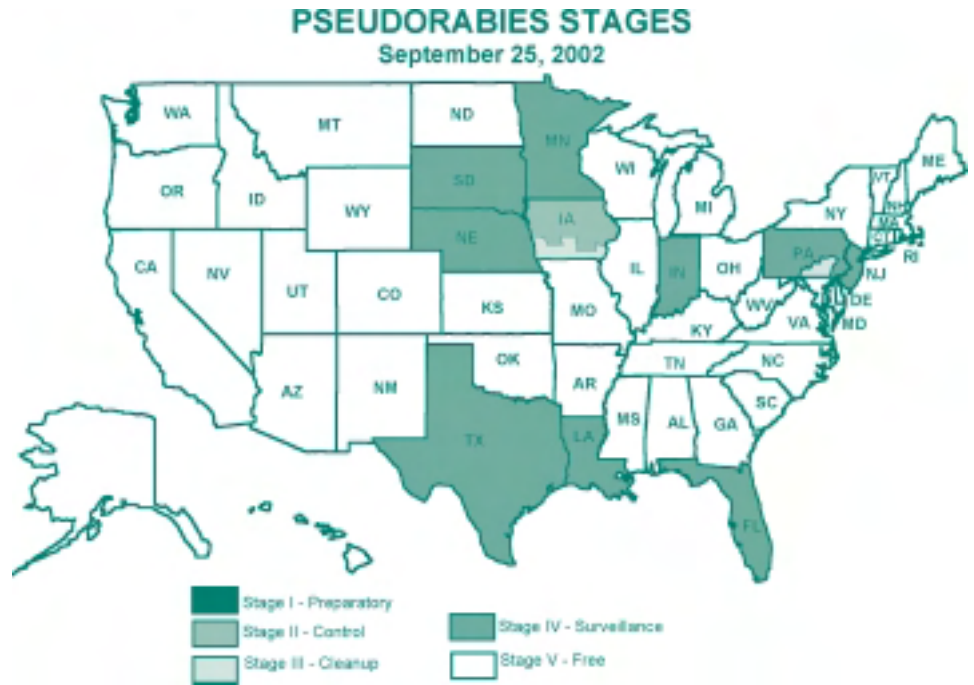 PSEUDORABIES STAGES
September 25, 2002
WA
MT
ND
MN
ME
OR
ID
SD
WI
VT
NH
WY
MI
NY
MA
IA
CT
RI
CA
NV
NE
PA
UT
CO
IL
IN
OH
NJ
KS
MO
WV
DE
VA
MD
KY
AZ
NM
OK
TN
NC
AR
SC
TX
LA
MS
AL
GA
FL
Stage I - Preparatory
Stage II - Control
Stage III - Cleanup
Stage IV - Surveillance
Stage V - Free